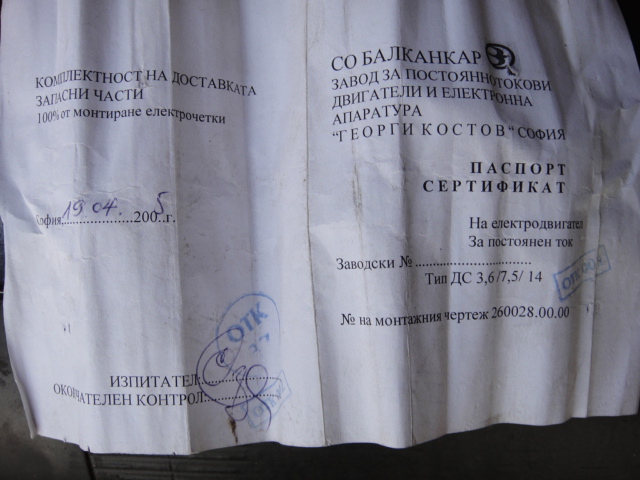 КОМПЛЕКТНОСТ НА ДОСТАВКАТА
ЗАПАСНИ ЧАСТИ
100% от монтиране електрочетки
София 19 04. 2005 г.
ОТК
ИЗПИТАТЕЛ:
ОКОНЧАТЕЛЕН КОНТРОЛ:
СО БАЛКАНКАР
ЗАВОД ЗА ПОСТОЯННОТОКОВИ
ДВИГАТЕЛИ И ЕЛЕКТРОННА
АПАРАТУРА
"ГЕОРГИ КОСТОВ" СОФИЯ
ПАСПОРТ
СЕРТИФИКАТ
На електродвигател
За постоянен ток
Заводски №
Тип ДС 3,6/7,5/ 14
№ на монтажния чертеж 260028.00.00